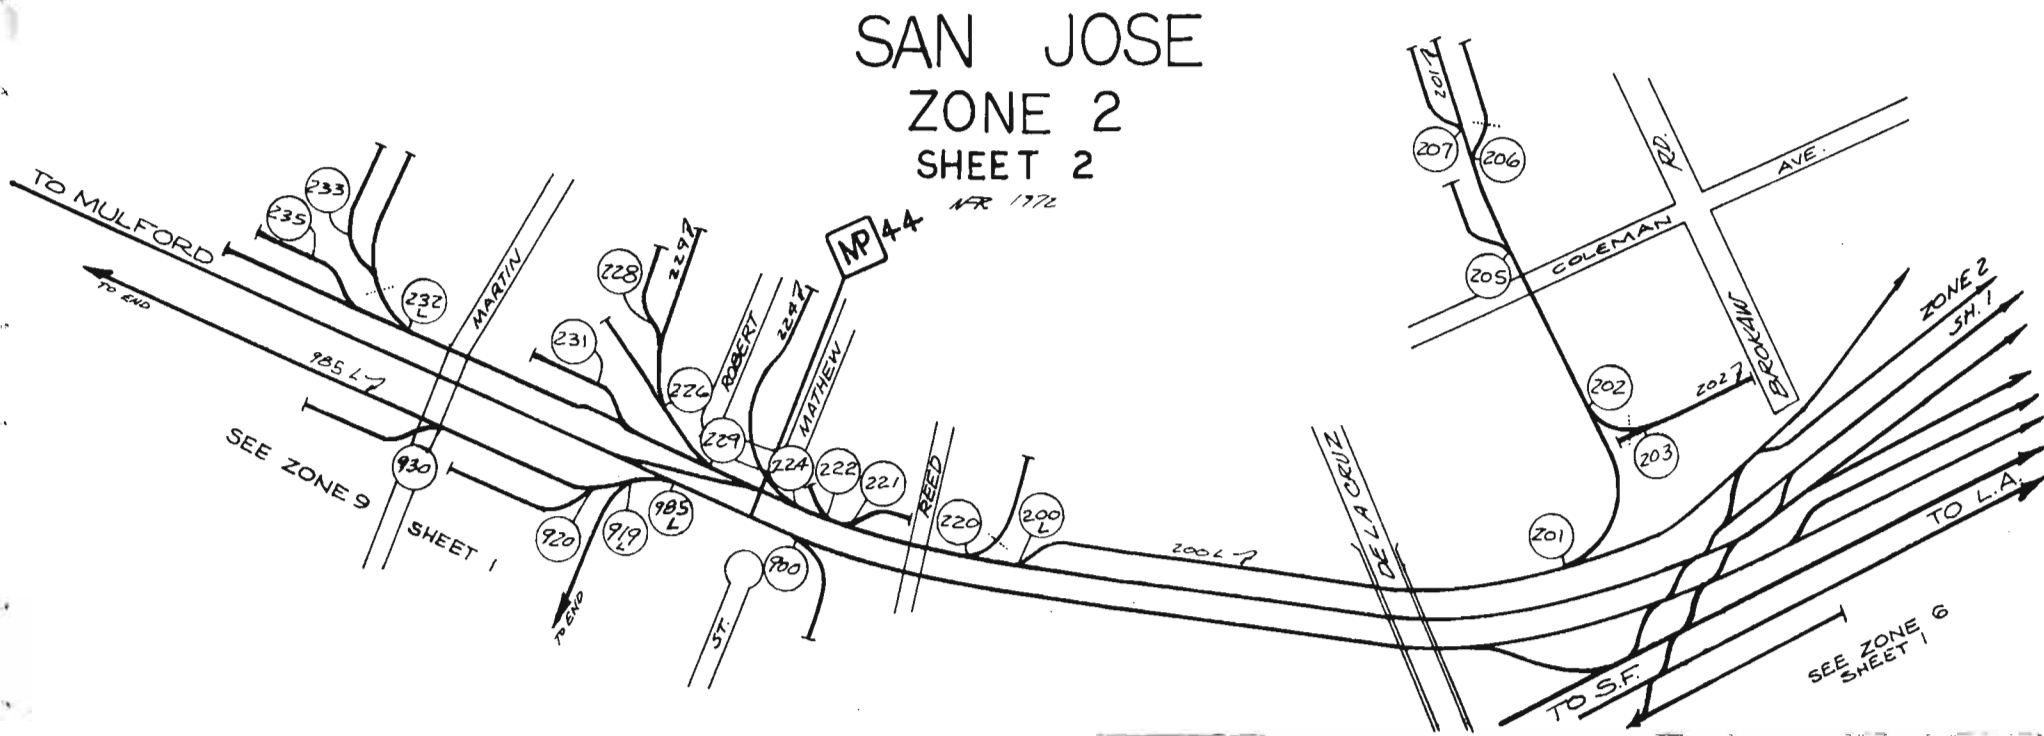 SAN JOSE
ZONE 2
SHEET 2
1972
MP 44
TO MULFORD
TO END
235
233
232
L
MARTIN
985 L
930
SEE ZONE 9
SHEET 1
231
228
229
226
ROBERT
229
224
MATHEW
224
222
221
REED
920
919
L
985
L
TO END
900
ST.
220
200
L
200 L
DE LA CRUZ
201
207
206
201
205
COLEMAN
AVE.
RD.
BROKAW
202
202
203
ZONE 2
SH. 1
TO L.A.
TO S.F.
SEE ZONE 6
SHEET 1